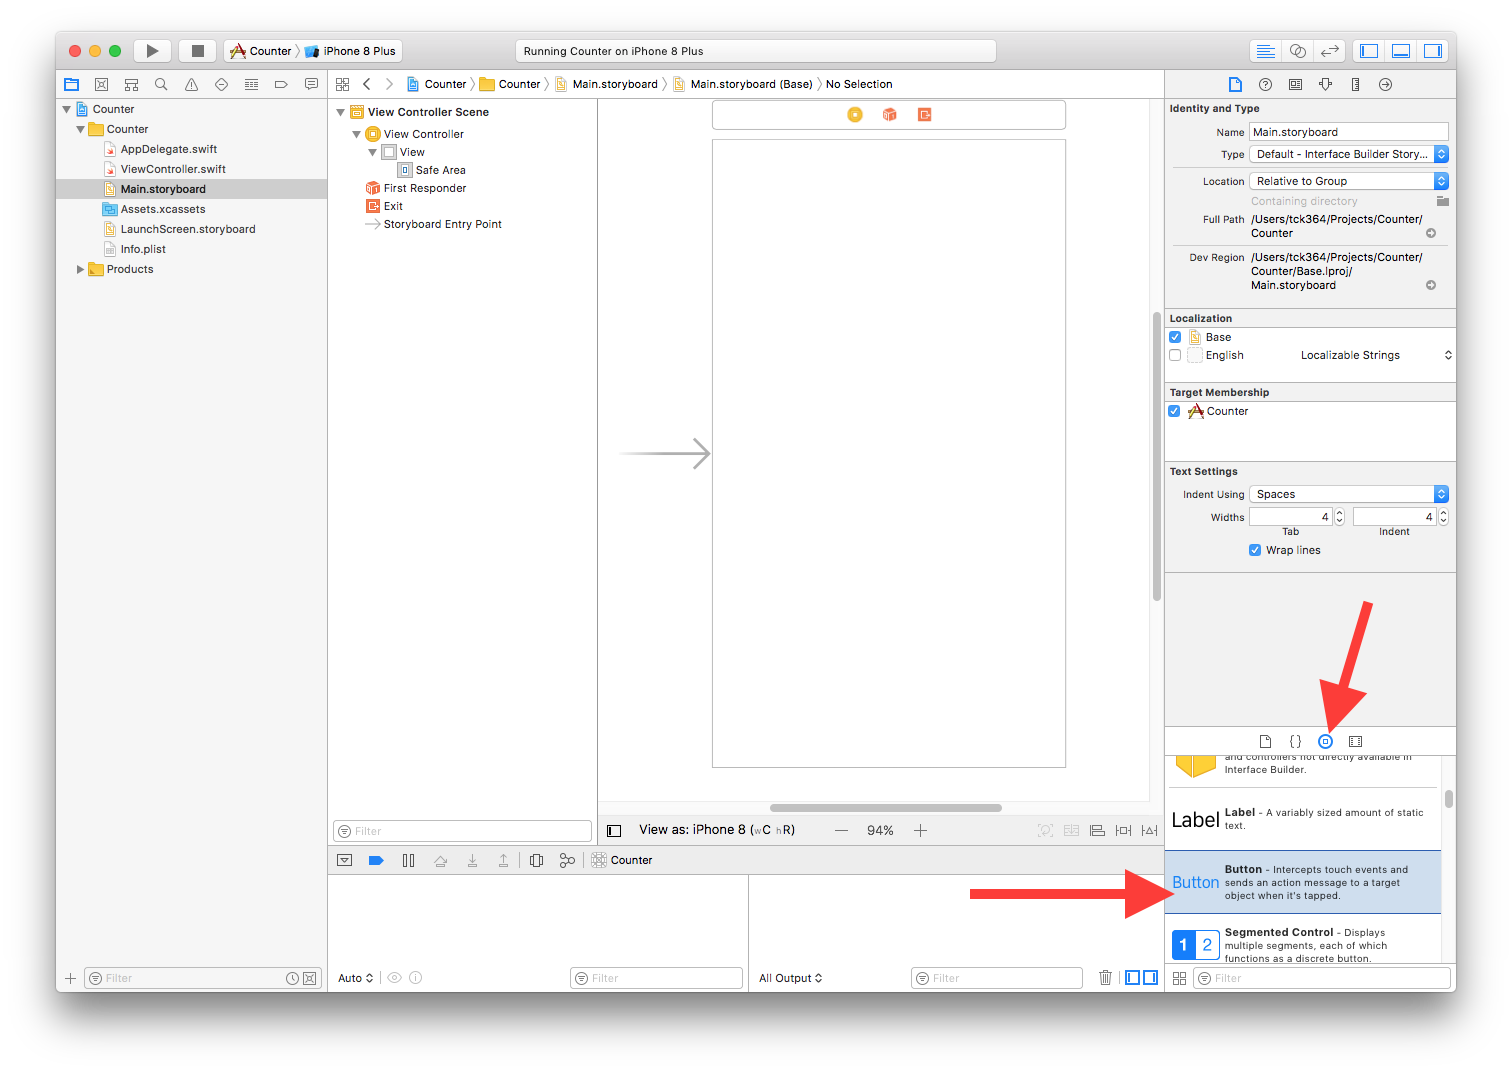 Counter
iPhone 8 Plus
Running Counter on iPhone 8 Plus
Counter
Counter
Main.storyboard
Main.storyboard (Base)
No Selection
Counter
Counter
AppDelegate.swift
ViewController.swift
Main.storyboard
Assets.xcassets
LaunchScreen.storyboard
Info.plist
Products
View Controller Scene
View Controller
View
Safe Area
First Responder
Exit
Storyboard Entry Point
Identity and Type
Name Main.storyboard
Type Default - Interface Builder Story...
Location Relative to Group
Containing directory
Full Path /Users/tck364/Projects/Counter/
Counter
Dev Region /Users/tck364/Projects/Counter/
Counter/Base.lproj/
Main.storyboard
Localization
Base
English Localizable Strings
Target Membership
Counter
Text Settings
Indent Using Spaces
Widths 4 4
Tab Indent
Wrap lines
{}
and controllers not directly available in
Interface Builder.
Label
Label - A variably sized amount of static
text.
Button
Button - Intercepts touch events and
sends an action message to a target
object when it's tapped.
1 2
Segmented Control - Displays
multiple segments, each of which
functions as a discrete button.
Filter
View as: iPhone 8 (wC hR)
94%
Counter
Filter
Auto
Filter
All Output
Filter
Filter